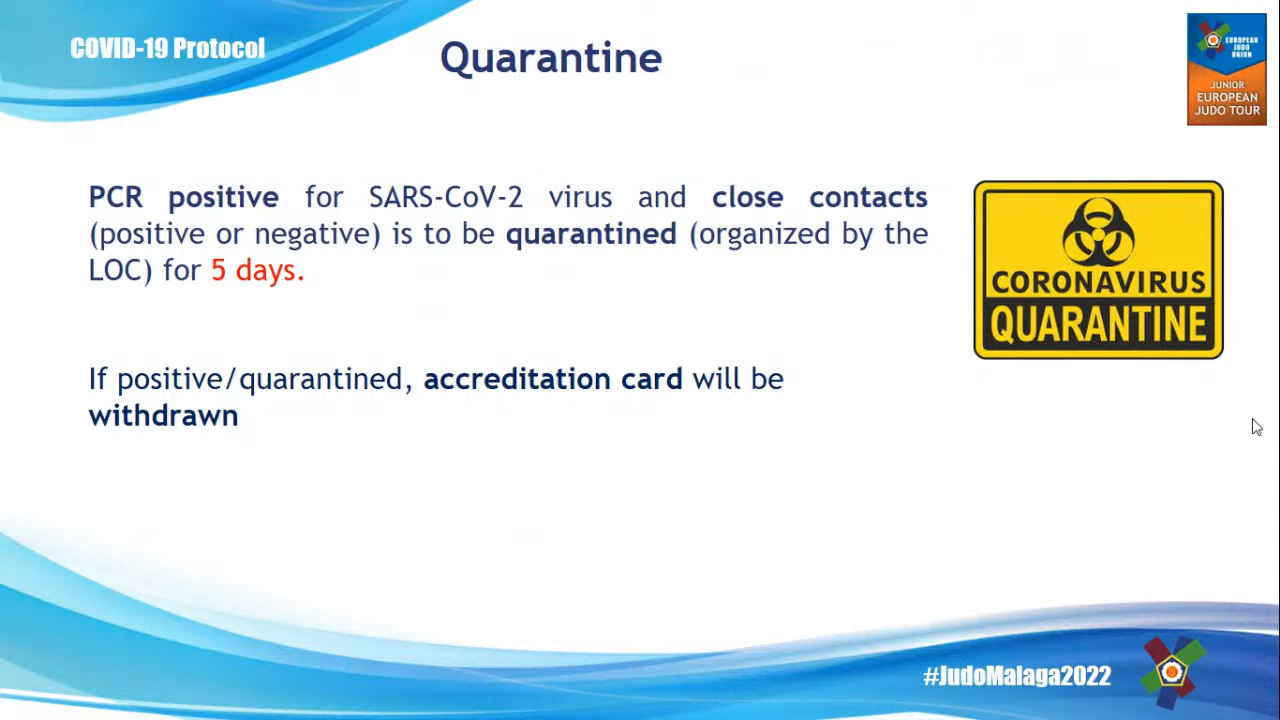 COVID-19 Protocol
Quarantine
EUROPEAN
JUDO
UNION
JUNIOR
EUROPEAN
JUDO TOUR
PCR positive for SARS-CoV-2 virus and close contacts
(positive or negative) is to be quarantined (organized by the
LOC) for 5 days.
CORONAVIRUS
QUARANTINE
If positive/quarantined, accreditation card will be
withdrawn
#JudoMalaga2022